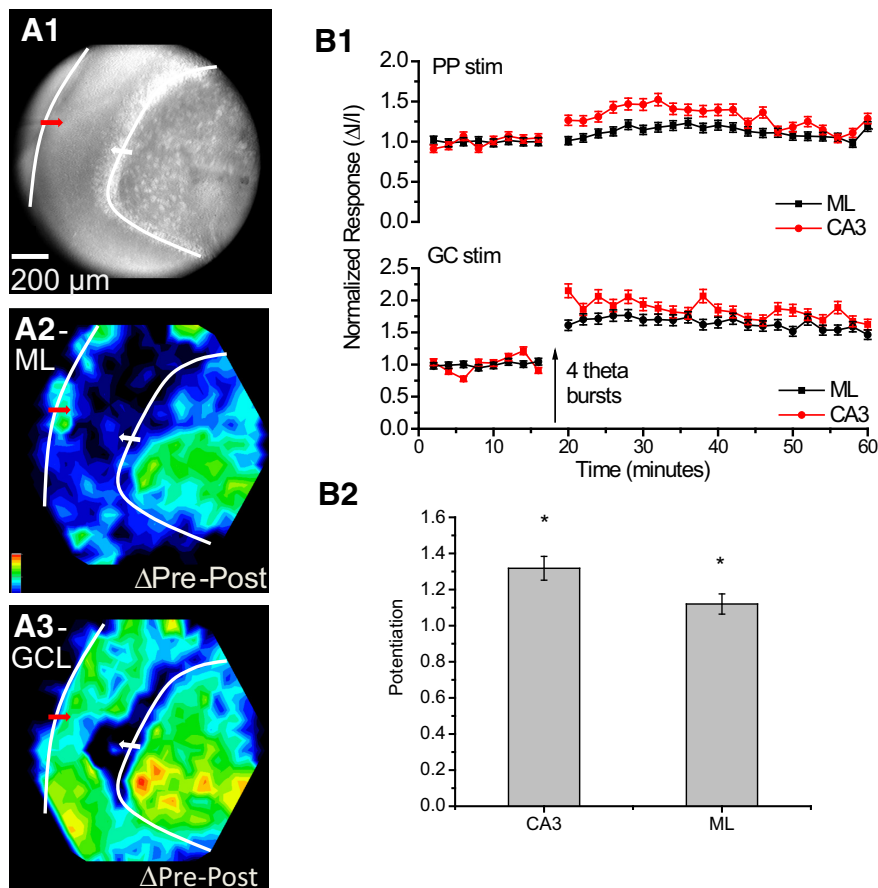 A1
200 µm
A2-
ML
ΔPre-Post
A3-
GCL
ΔPre-Post
B1
PP stim
2.0
1.5
1.0
0.5
0.0
ML
CA3
Normalized Response (ΔI/I)
GC stim
2.5
2.0
1.5
1.0
0.5
0.0
4 theta
bursts
ML
CA3
0 10 20 30 40 50 60
Time (minutes)
B2
1.6
1.4
1.2
1.0
0.8
0.6
0.4
0.2
0.0
Potentiation
* *
CA3 ML